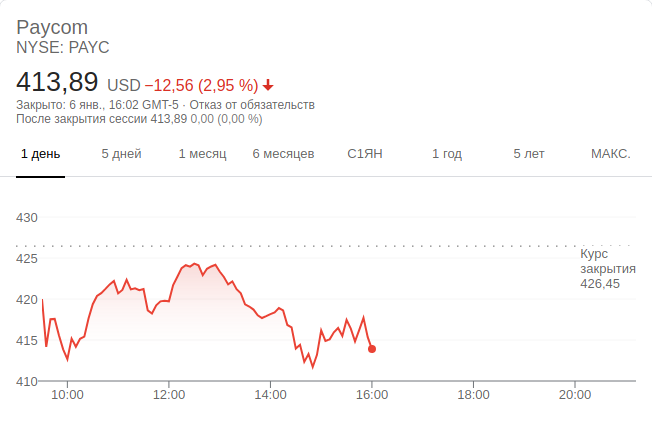 Paycom
NYSE: PAYC
413,89 USD −12,56 (2,95 %)
Закрыто: 6 янв., 16:02 GMT-5 · Отказ от обязательств
После закрытия сессии 413,89 0,00 (0,00 %)
1 день 5 дней 1 месяц 6 месяцев С1ЯН 1 год 5 лет МАКС.
430
425
420
415
410
Курс
закрытия
426,45
10:00 12:00 14:00 16:00 18:00 20:00